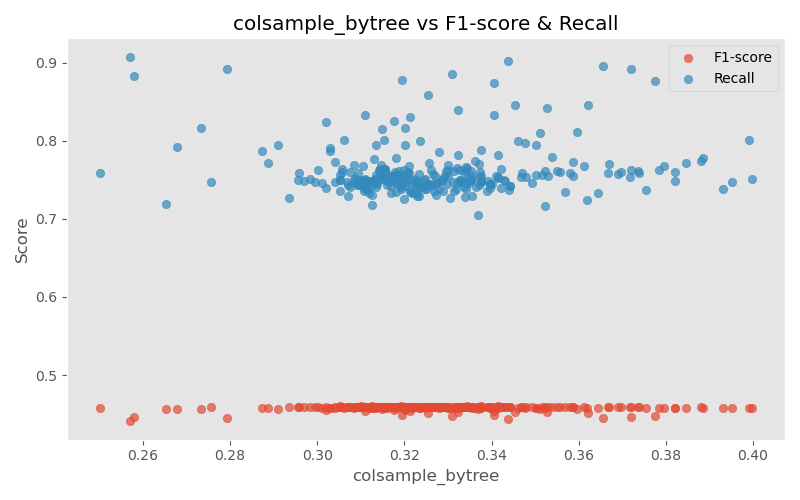 colsample_bytree vs F1-score & Recall
F1-score
Recall
Score
0.9
0.8
0.7
0.6
0.5
0.26 0.28 0.30 0.32 0.34 0.36 0.38 0.40
colsample_bytree